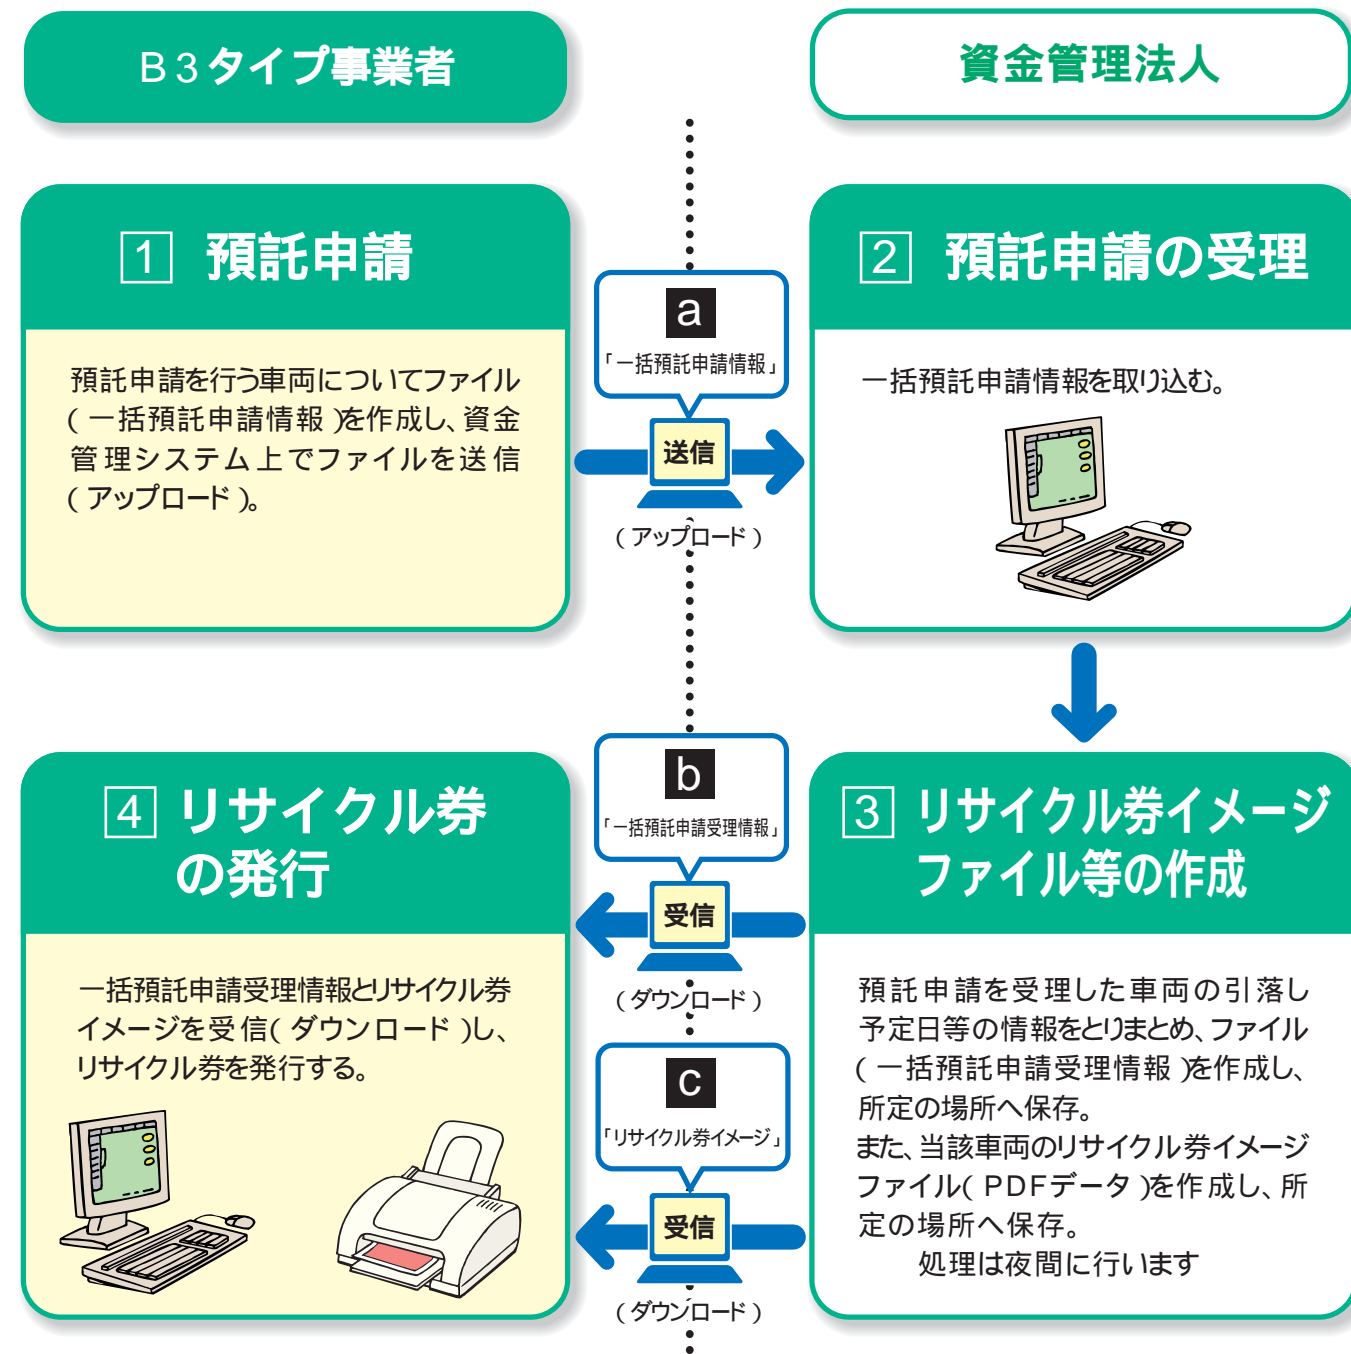 B3タイプ事業者
資金管理法人
1 預託申請
預託申請を行う車両についてファイル
(一括預託申請情報)を作成し、資金
管理システム上でファイルを送信
(アップロード)。
a
「一括預託申請情報」
送信
(アップロード)
2 預託申請の受理
一括預託申請情報を取り込む。
3 リサイクル券イメージ
ファイル等の作成
預託申請を受理した車両の引落し
予定日等の情報をとりまとめ、ファイル
(一括預託申請受理情報)を作成し、
所定の場所へ保存。
また、当該車両のリサイクル券イメージ
ファイル(PDFデータ)を作成し、所
定の場所へ保存。
処理は夜間に行います
b
「一括預託申請受理情報」
受信
(ダウンロード)
c
「リサイクル券イメージ」
受信
(ダウンロード)
4 リサイクル券
の発行
一括預託申請受理情報とリサイクル券
イメージを受信(ダウンロード)し、
リサイクル券を発行する。